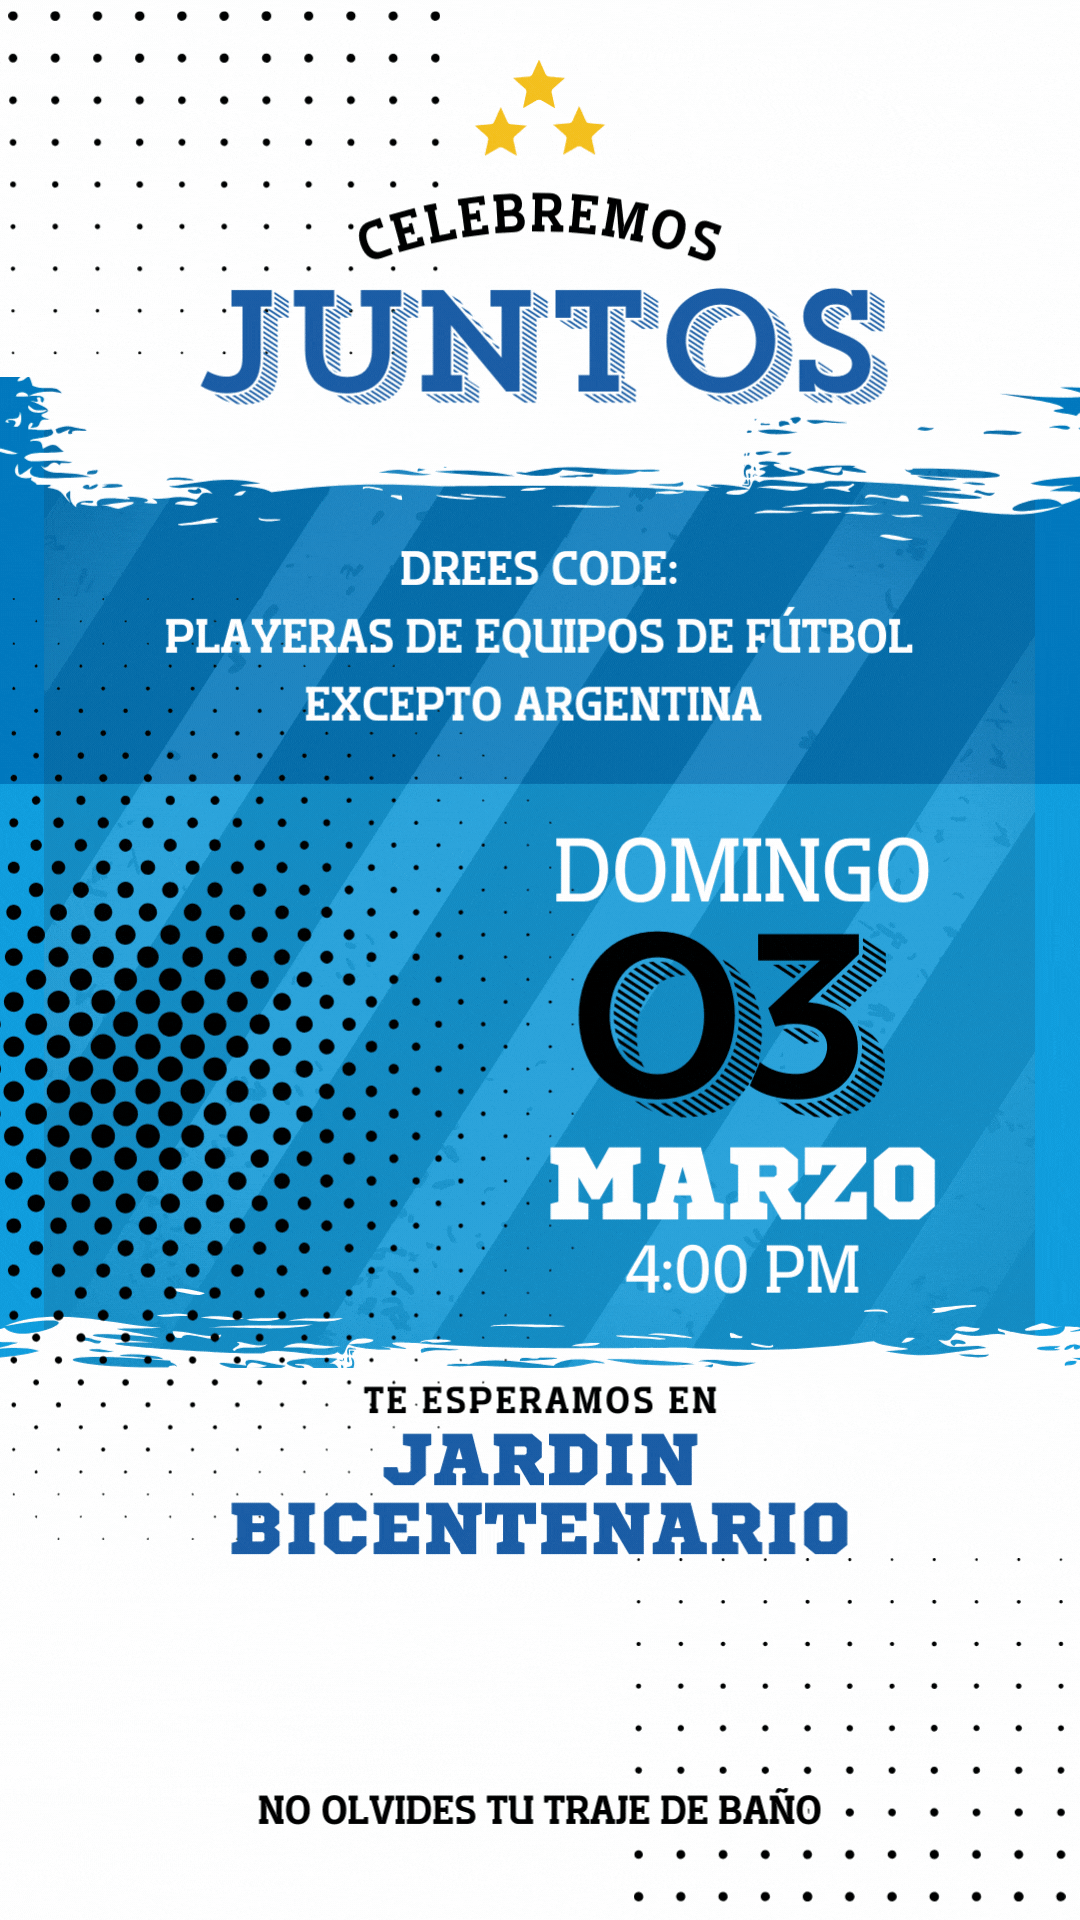 CELEBREMOS
JUNTOS
DREES CODE:
PLAYERAS DE EQUIPOS DE FÚTBOL
EXCEPTO ARGENTINA
DOMINGO
03
MARZO
4:00 PM
TE ESPERAMOS EN
JARDIN
BICENTENARIO
NO OLVIDES TU TRAJE DE BAÑO